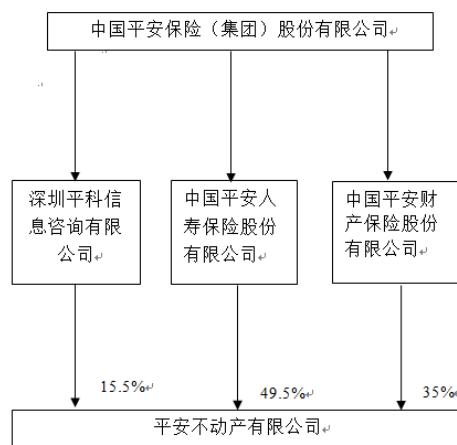 中国平安保险（集团）股份有限公司
深圳平科信
息咨询有限
公司
中国平安人
寿保险股份
有限公司
中国平安财
产保险股份
有限公司
15.5%
49.5%
35%
平安不动产有限公司